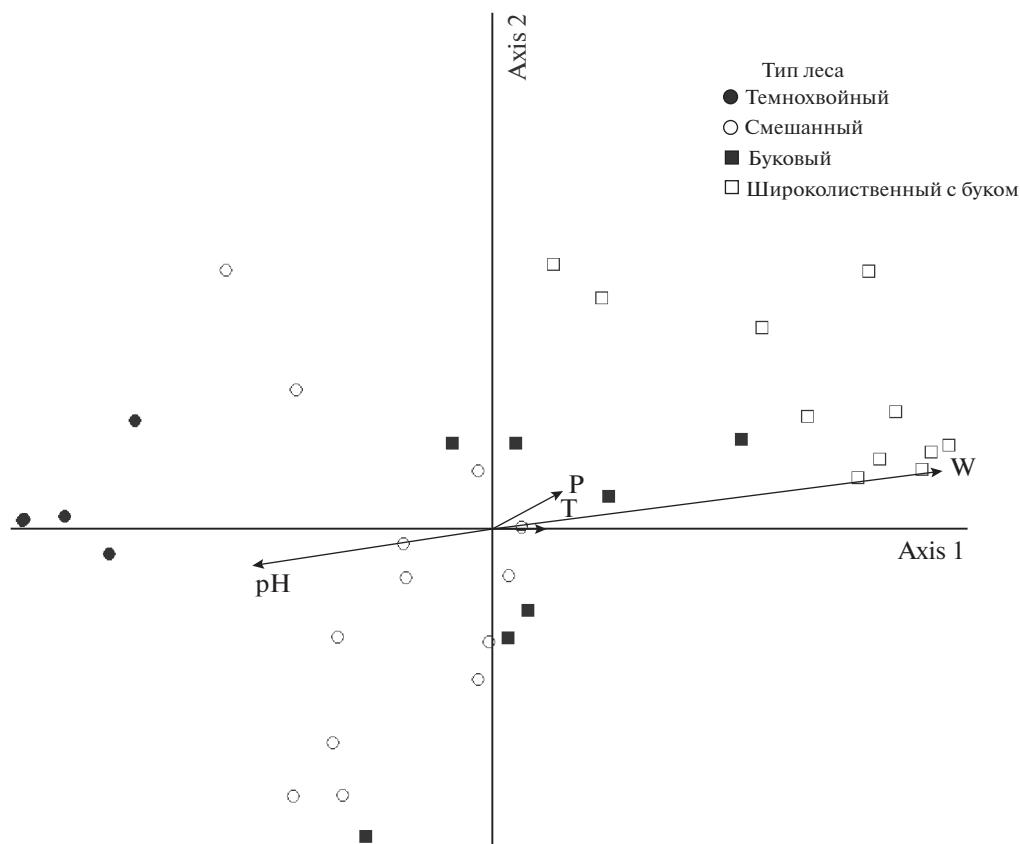 Axis 2
Тип леса
Темнохвойный
Смешанный
Буковый
Широколиственный с буком
P
T
W
Axis 1
pH